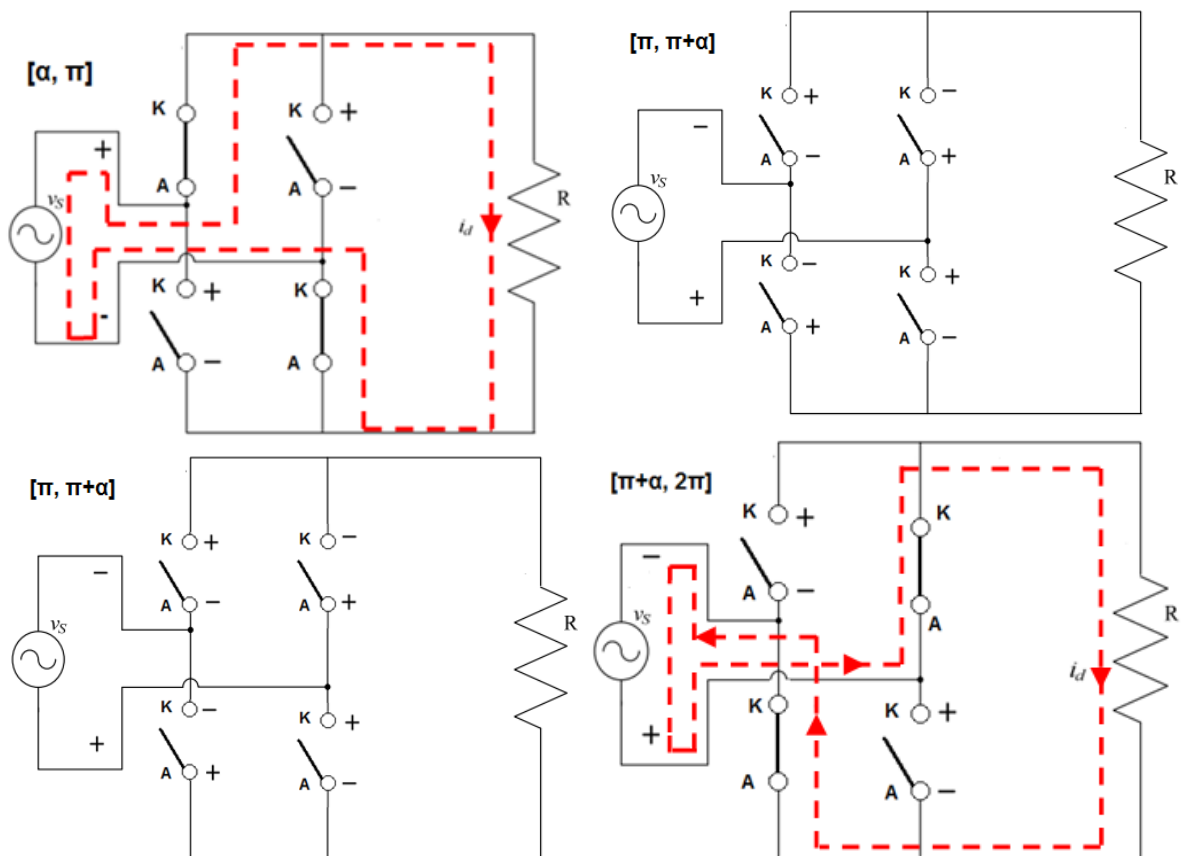 [α, π]
K
K +
+
A
A −
vS
R
id
K +
K
-
A −
A
[π, π+α]
K +
K −
−
A −
A +
vS
R
K −
K +
+
A +
A −
[π, π+α]
K +
K −
−
A −
A +
vS
R
K −
K +
+
A +
A −
[π+α, 2π]
K +
K
−
A −
A
vS
R
id
K
K +
+
A
A −